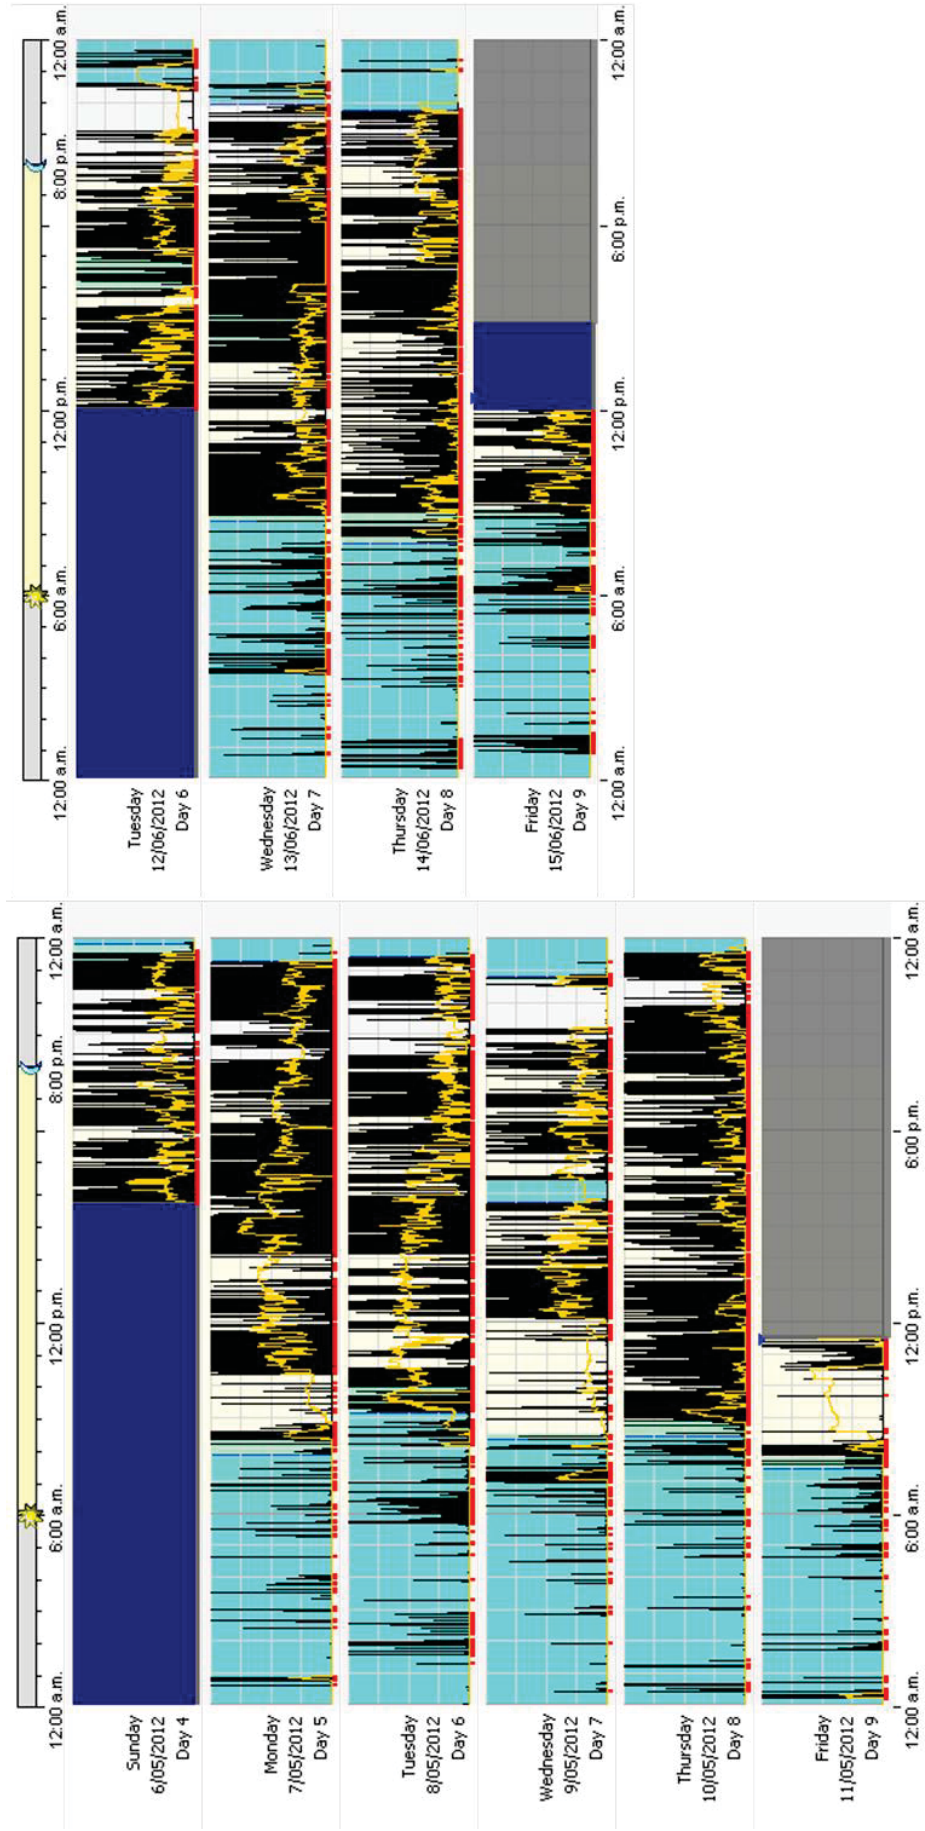 12:00 a.m.
6:00 a.m.
12:00 p.m.
8:00 p.m.
12:00 a.m.
Sunday
6/05/2012
Day 4
Monday
7/05/2012
Day 5
Tuesday
8/05/2012
Day 6
Wednesday
9/05/2012
Day 7
Thursday
10/05/2012
Day 8
Friday
11/05/2012
Day 9
12:00 a.m.
6:00 a.m.
12:00 p.m.
6:00 p.m.
12:00 a.m.
12:00 a.m.
6:00 a.m.
12:00 p.m.
8:00 p.m.
12:00 a.m.
Tuesday
12/06/2012
Day 6
Wednesday
13/06/2012
Day 7
Thursday
14/06/2012
Day 8
Friday
15/06/2012
Day 9
12:00 a.m.
6:00 a.m.
12:00 p.m.
6:00 p.m.
12:00 a.m.